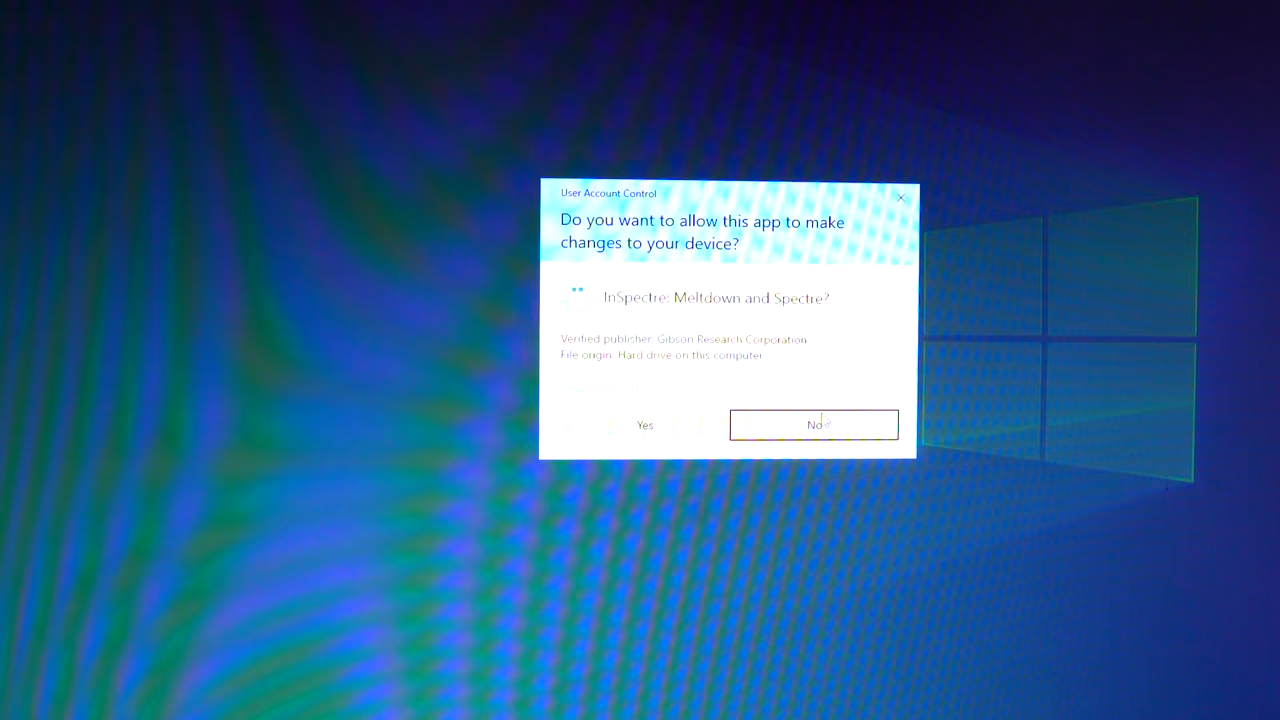 User Account Control
Do you want to allow this app to make
changes to your device?
InSpectre: Meltdown and Spectre?
Verified publisher: Gibson Research Corporation
File origin: Hard drive on this computer
Yes
No